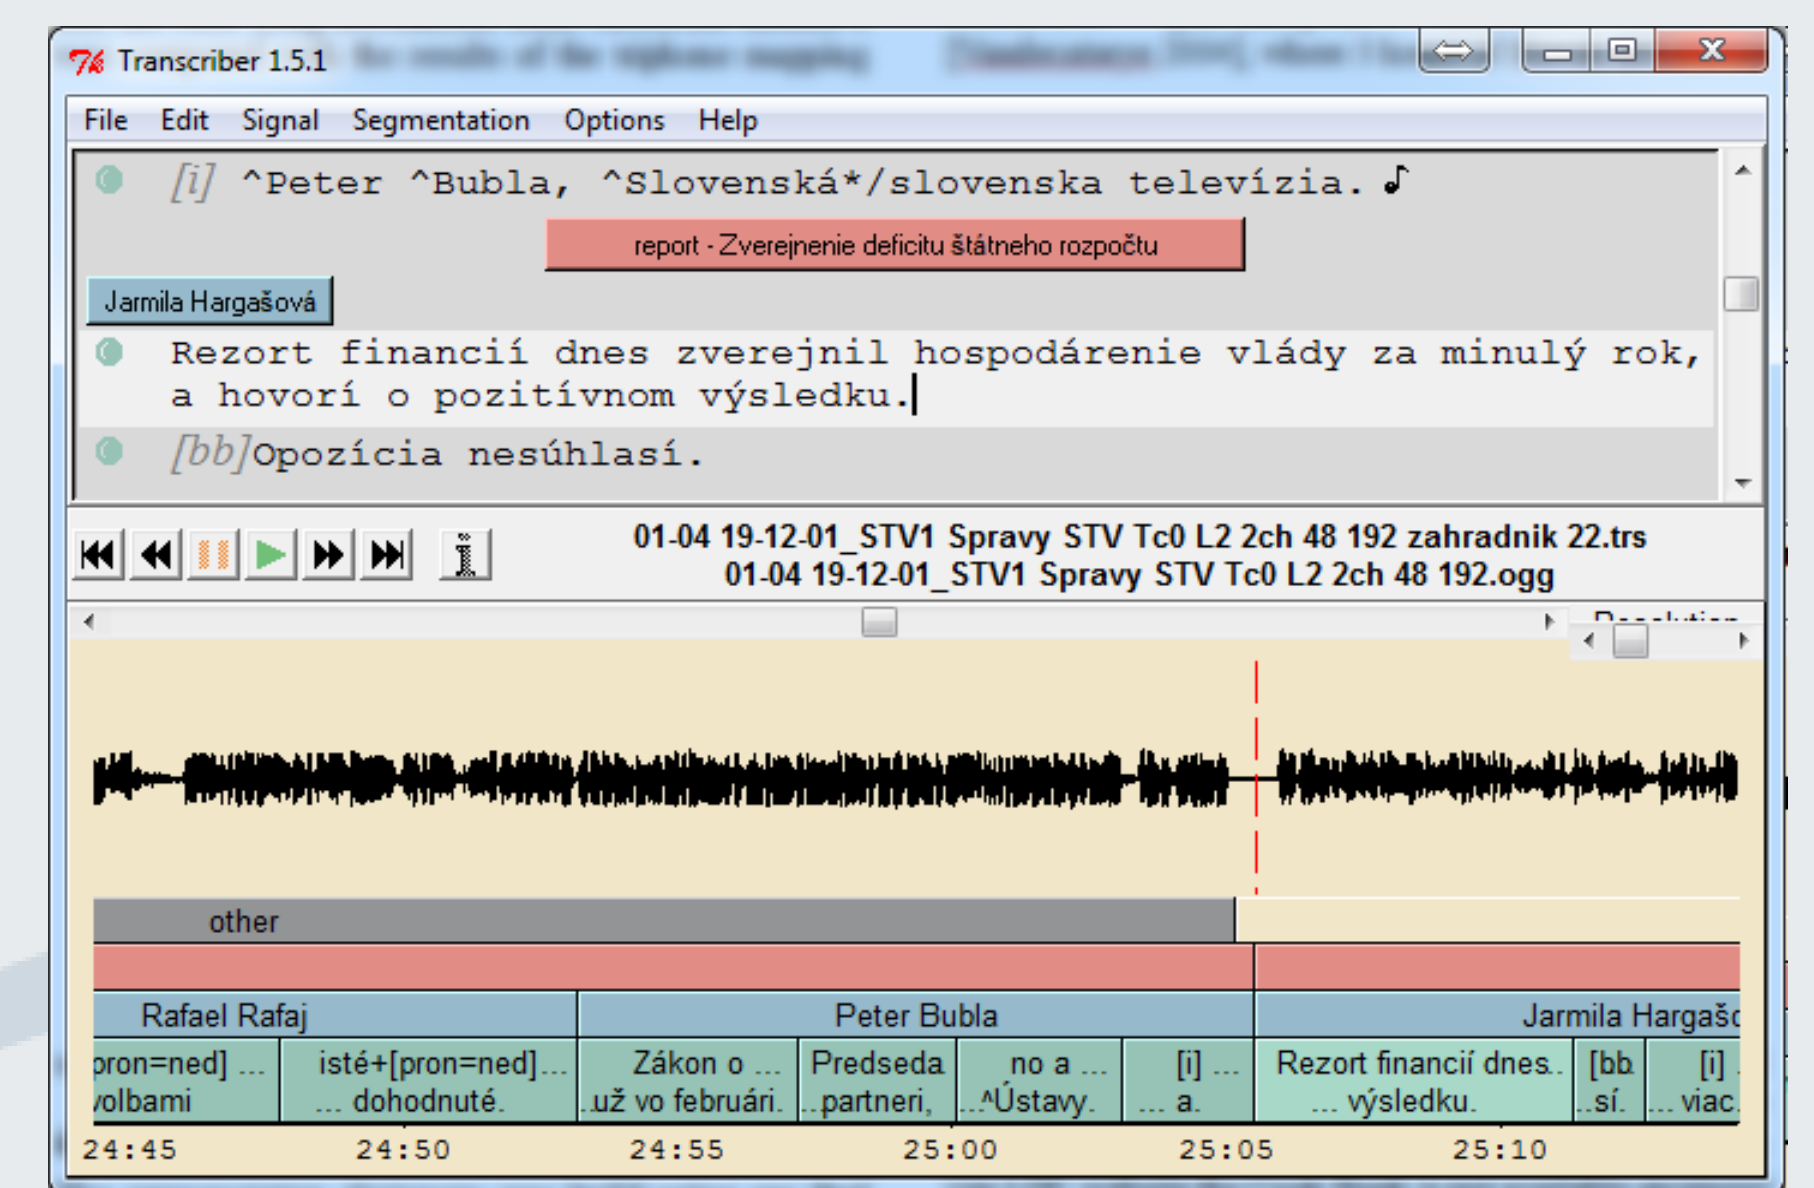 Transcriber 1.5.1
File Edit Signal Segmentation Options Help
[i] ^Peter ^Bubla, ^Slovenská*/slovenska televízia.
report - Zverejnenie deficitu štátneho rozpočtu
Jarmila Hargašová
Rezort financií dnes zverejnil hospodárenie vlády za minulý rok,
a hovorí o pozitívnom výsledku.
[bb]Opozícia nesúhlasí.
01-04 19-12-01_STV1 Spravy STV Tc0 L2 2ch 48 192 zahradnik 22.trs
01-04 19-12-01_STV1 Spravy STV Tc0 L2 2ch 48 192.ogg
Resolution
other
Rafael Rafaj Peter Bubla Jarmila Hargašo
pron=ned] ... isté+[pron=ned]... Zákon o ... Predseda no a ... [i] ... Rezort financií dnes.. [bb [i] .
volbami ... dohodnuté. ..už vo februári. ..partneri, ...^Ústavy. ... a. ... výsledku. ..sí. ... viac.
24:45 24:50 24:55 25:00 25:05 25:10